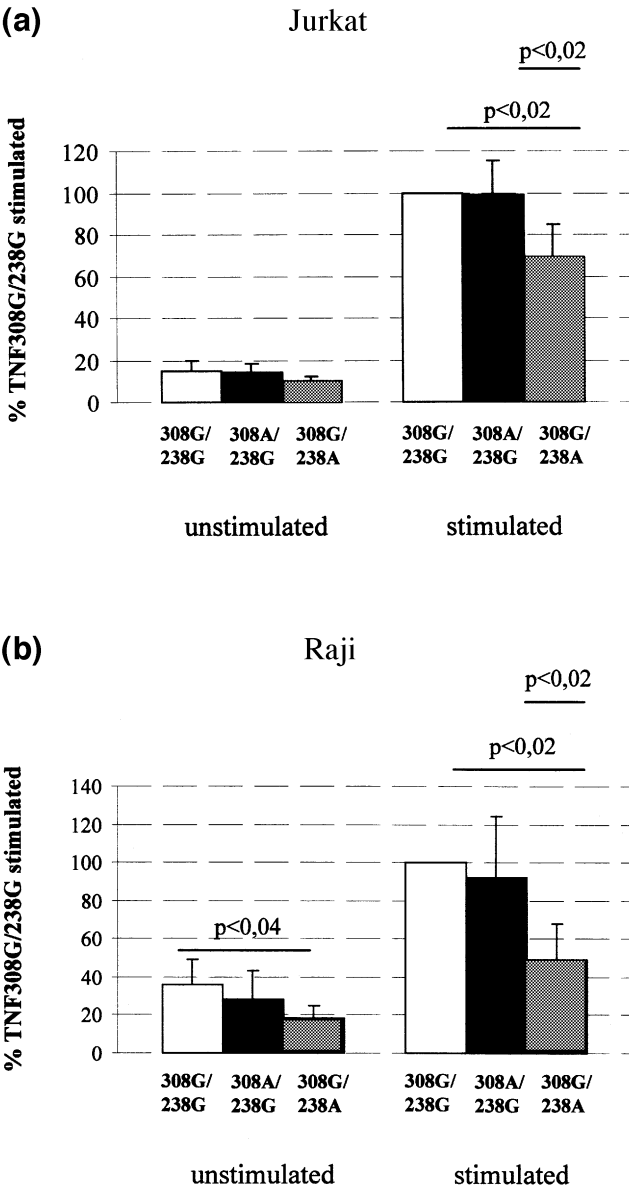 (a) Jurkat
p<0,02
p<0,02
% TNF308G/238G stimulated
120
100
80
60
40
20
0
308G/ 308A/ 308G/ 308G/ 308A/ 308G/
238G 238G 238A 238G 238G 238A
unstimulated stimulated
(b) Raji
p<0,02
p<0,02
% TNF308G/238G stimulated
140
120
100
80
60
40
20
0
p<0,04
308G/ 308A/ 308G/ 308G/ 308A/ 308G/
238G 238G 238A 238G 238G 238A
unstimulated stimulated